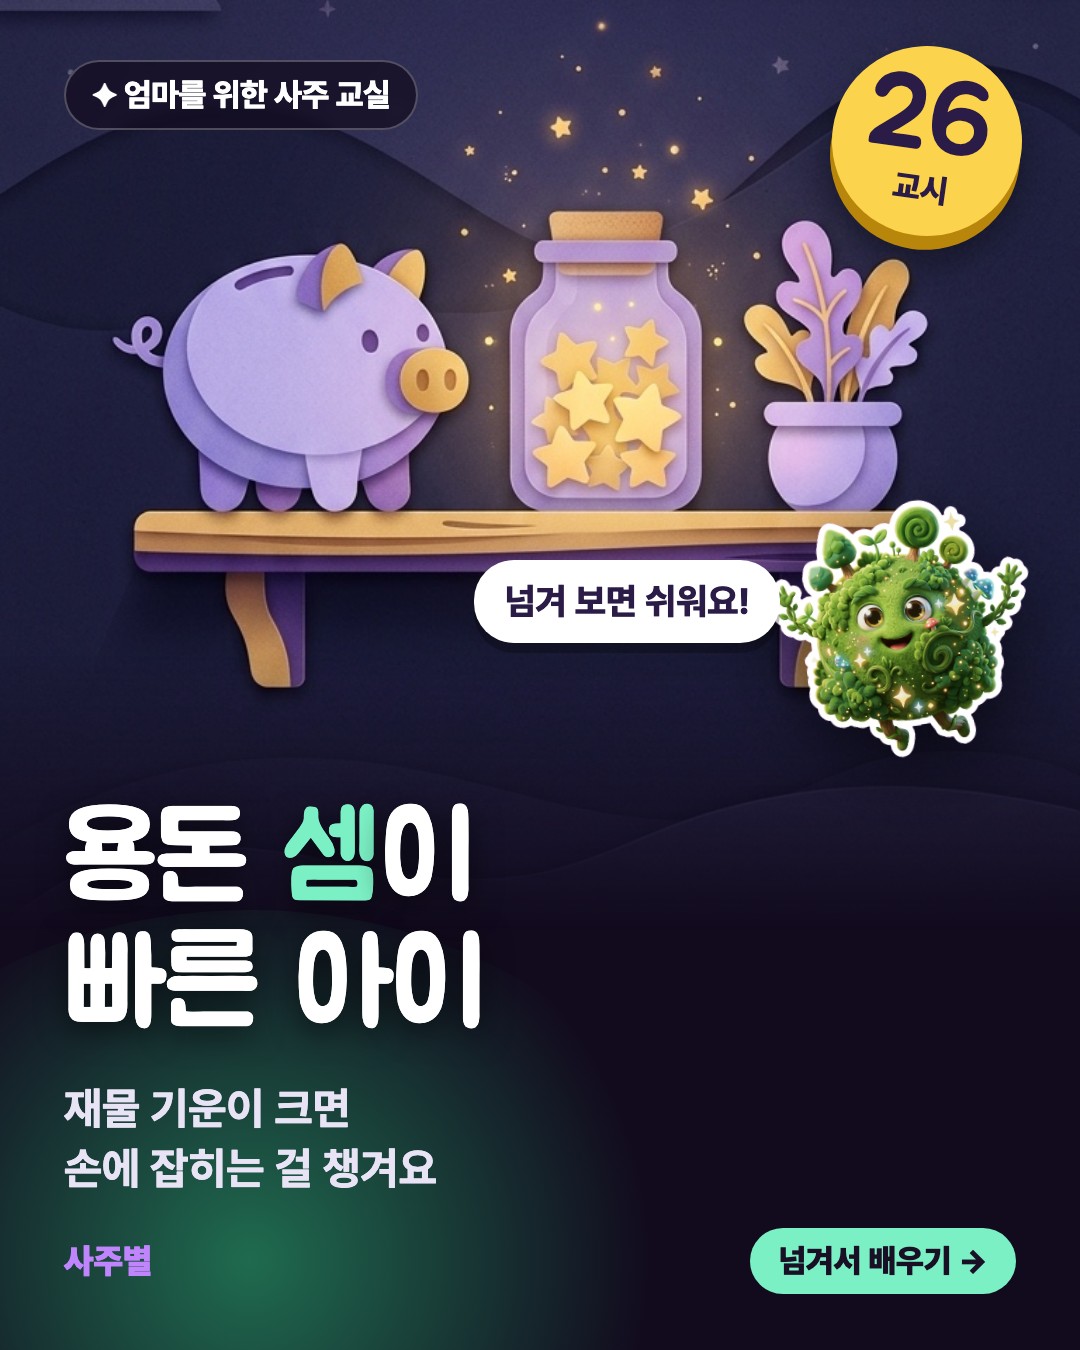 ✦ 엄마를 위한 사주 교실
26
교시
넘겨 보면 쉬워요!
용돈 셈이
빠른 아이
재물 기운이 크면
손에 잡히는 걸 챙겨요
사주별
넘겨서 배우기 →